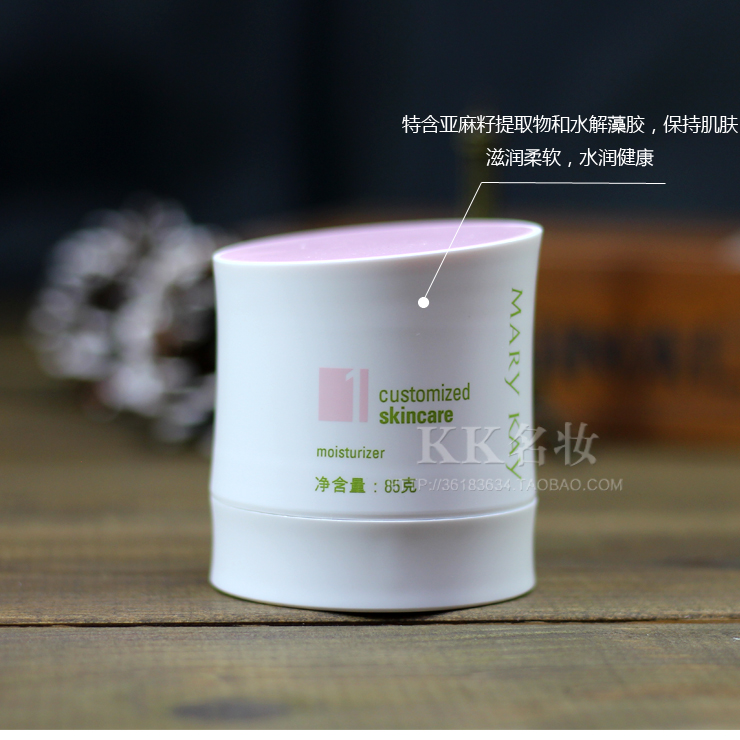 特含亚麻籽提取物和水解藻胶，保持肌肤
滋润柔软，水润健康
MARY KAY
1
customized
skincare
moisturizer
净含量：85克
KK名妆
HTTP://36183634.TAOBAO.COM